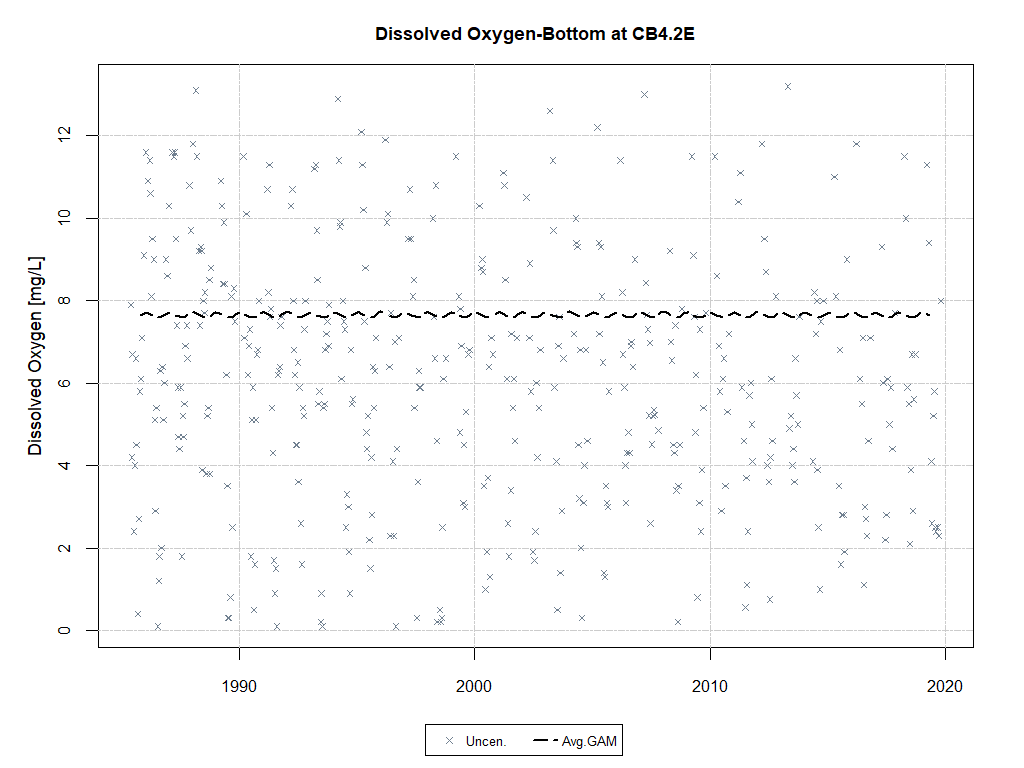 Dissolved Oxygen-Bottom at CB4.2E
Dissolved Oxygen [mg/L]
12
10
8
6
4
2
0
1990 2000 2010 2020
Uncen. Avg.GAM